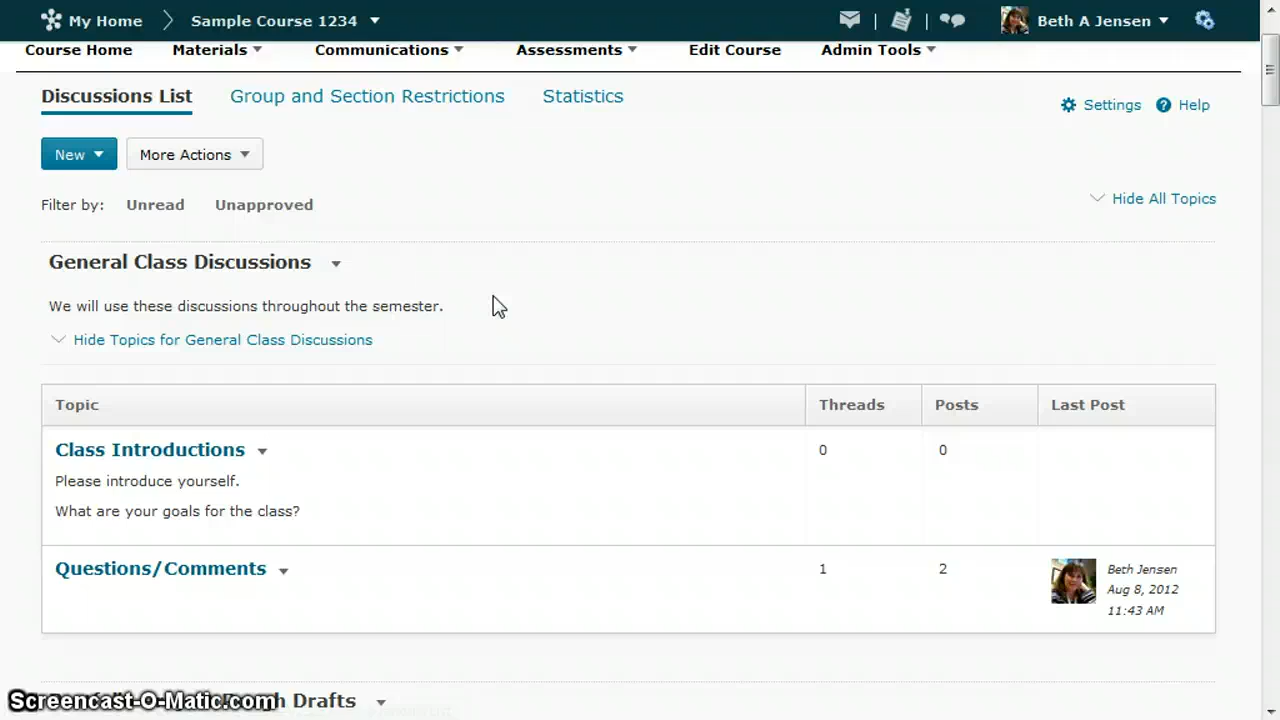 My Home Sample Course 1234 Beth A Jensen
Course Home Materials Communications Assessments Edit Course Admin Tools
Discussions List Group and Section Restrictions Statistics
Settings Help
New More Actions
Filter by: Unread Unapproved
Hide All Topics
General Class Discussions
We will use these discussions throughout the semester.
Hide Topics for General Class Discussions
Topic Threads Posts Last Post
Class Introductions 0 0
Please introduce yourself.
What are your goals for the class?
Questions/Comments 1 2
Beth Jensen
Aug 8, 2012
11:43 AM
Screencast-O-Matic.com
Drafts